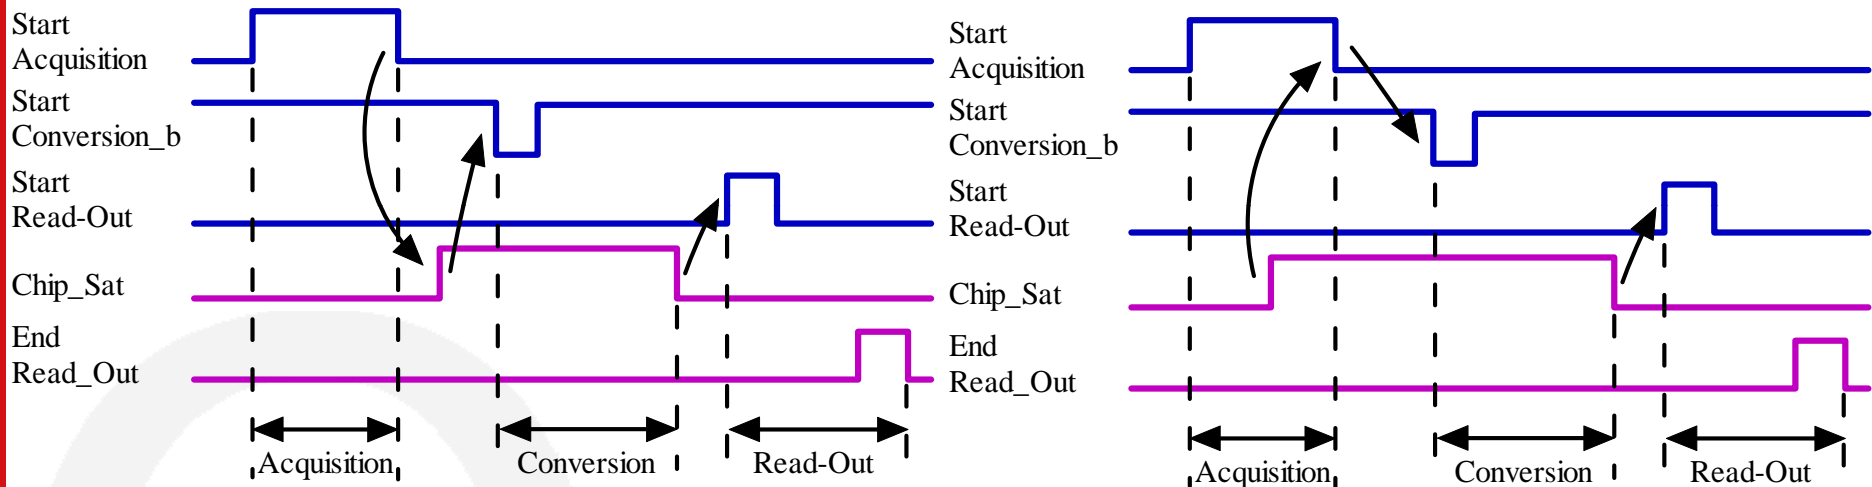 Start
Acquisition
Start
Conversion_b
Start
Read-Out
Chip_Sat
End
Read_Out
Acquisition
Conversion
Read-Out
Start
Acquisition
Start
Conversion_b
Start
Read-Out
Chip_Sat
End
Read_Out
Acquisition
Conversion
Read-Out